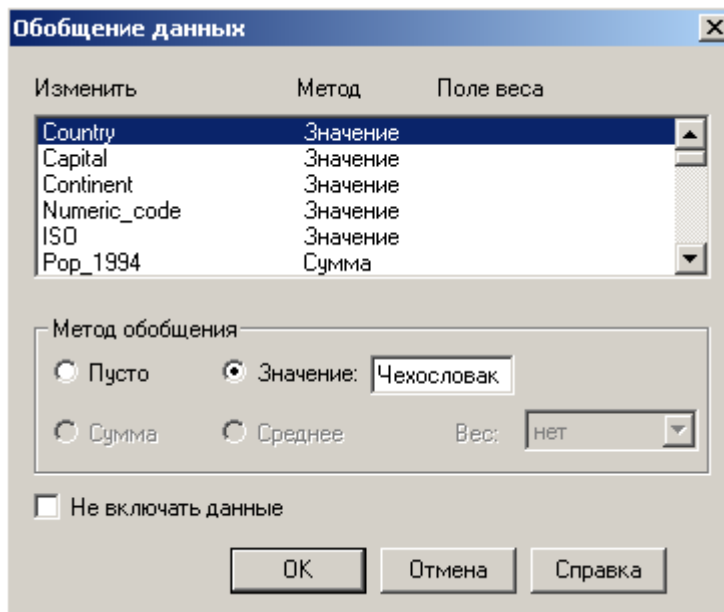 Обобщение данных
Изменить Метод Поле веса
Country Значение
Capital Значение
Continent Значение
Numeric_code Значение
ISO Значение
Pop_1994 Сумма
Метод обобщения
Пусто Значение: Чехословак
Сумма Среднее Вес: нет
Не включать данные
OK Отмена Справка